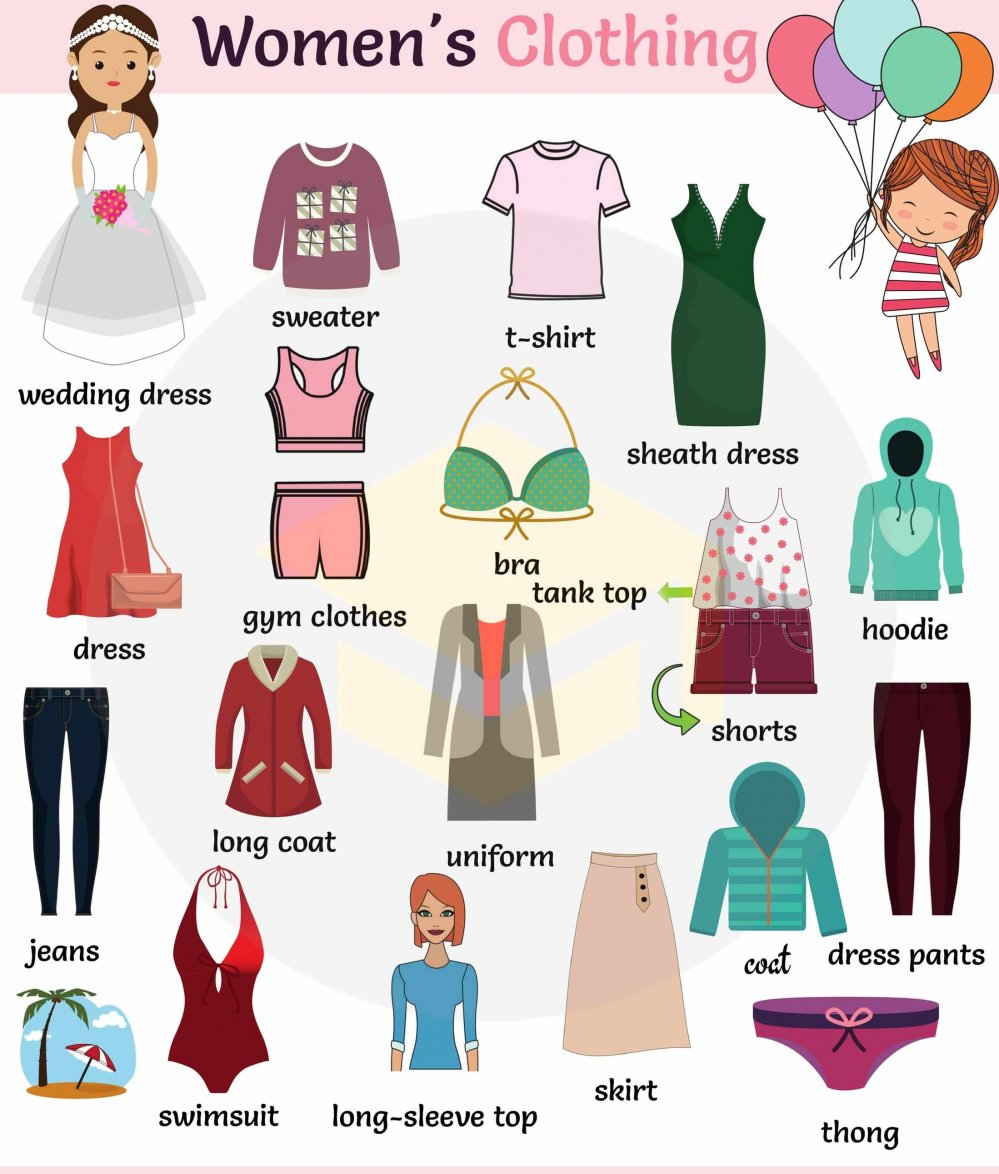 Women's Clothing
sweater
t-shirt
wedding dress
sheath dress
bra
tank top
gym clothes
hoodie
dress
shorts
long coat
uniform
jeans
coat
dress pants
skirt
swimsuit
long-sleeve top
thong